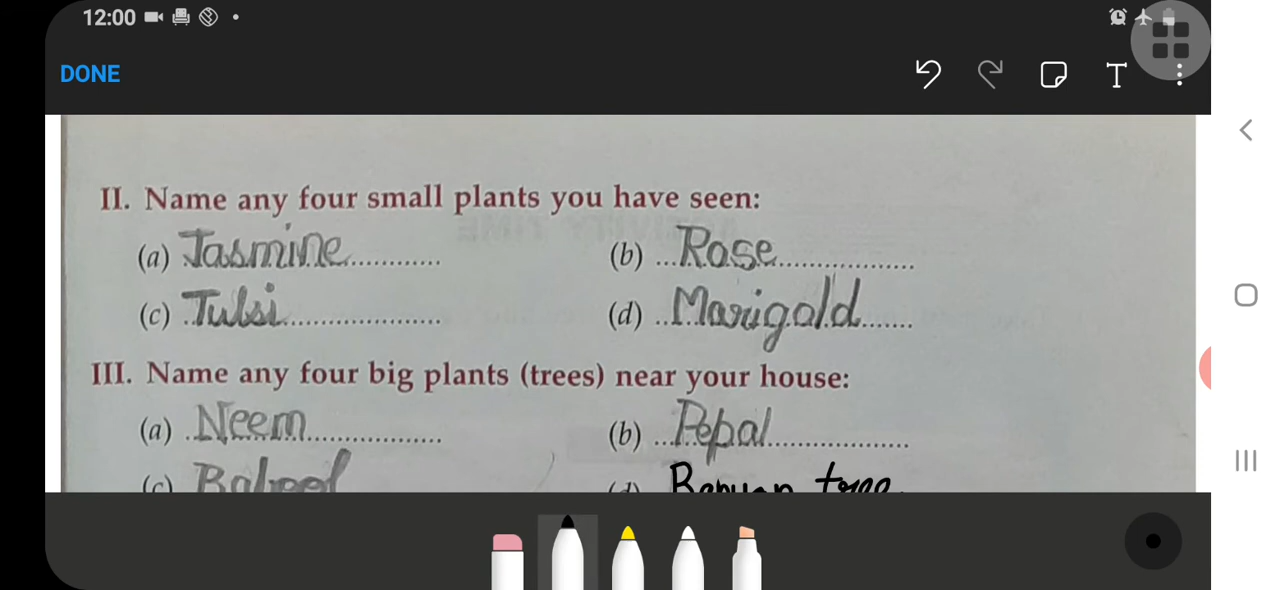 12:00
DONE
T
II. Name any four small plants you have seen:
(a) Jasmine (b) Rose
(c) Tulsi (d) Marigold
III. Name any four big plants (trees) near your house:
(a) Neem (b) Pepal
(c) Babool (d) Banyan tree